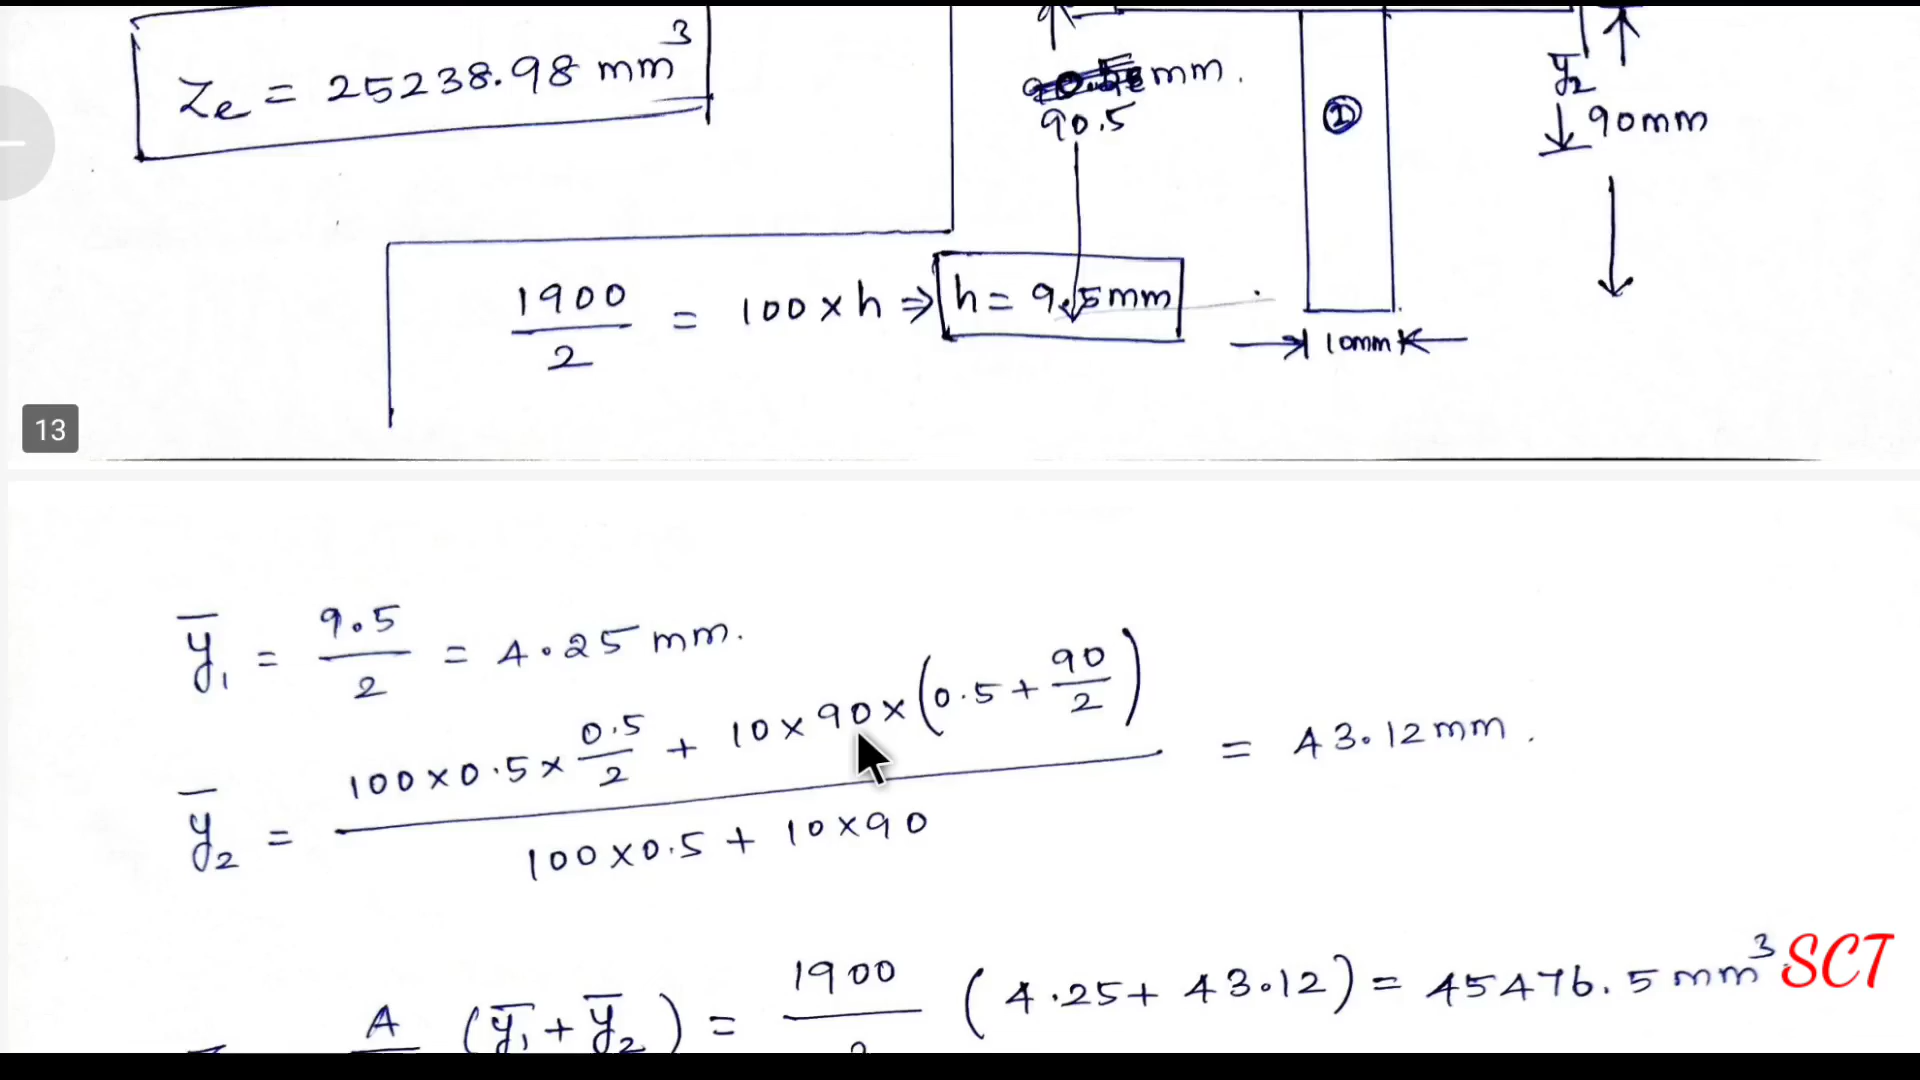 Ze = 25238.98 mm³
mm.
90.5
①
ȳ₂
90mm
1900/2 = 100 × h ⇒ h = 9.5mm
10mm
13
ȳ₁ = 9.5/2 = 4.25 mm.
ȳ₂ = (100×0.5× 0.5/2 + 10 × 90× (0.5 + 90/2)) / (100×0.5 + 10×90) = 43.12mm.
A (ȳ₁ + ȳ₂) = 1900 (4.25+ 43.12) = 45476.5 mm³
SCT